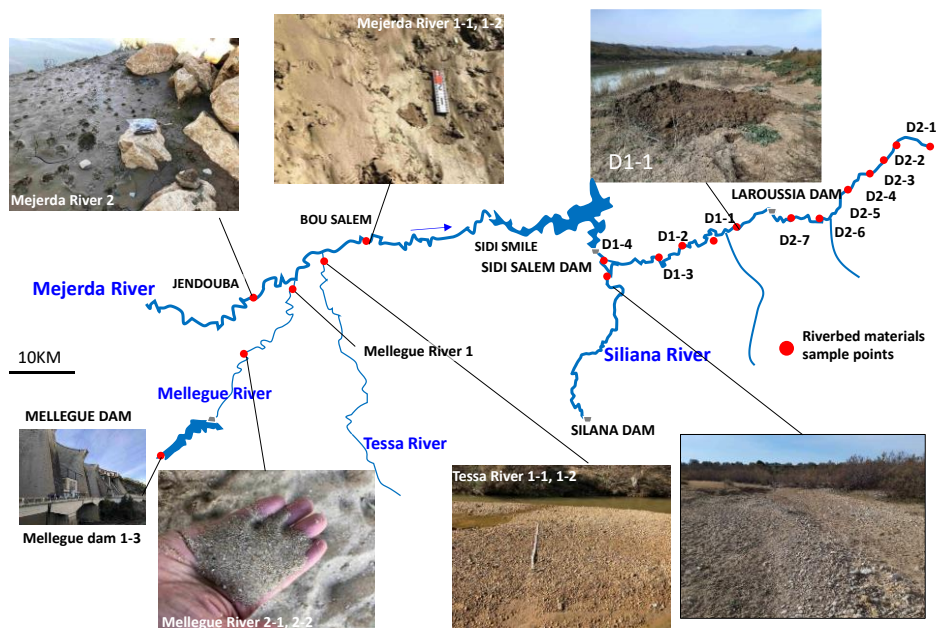 Mejerda River 1-1, 1-2
Mejerda River 2
D1-1
D2-1
D2-2
D2-3
D2-4
D2-5
D2-6
D2-7
LAROUSSIA DAM
D1-1
D1-2
D1-3
D1-4
BOU SALEM
SIDI SMILE
SIDI SALEM DAM
JENDOUBA
Mejerda River
10KM
Mellegue River 1
Siliana River
Riverbed materials
sample points
Mellegue River
MELLEGUE DAM
Tessa River
SILANA DAM
Mellegue dam 1-3
Mellegue River 2-1, 2-2
Tessa River 1-1, 1-2